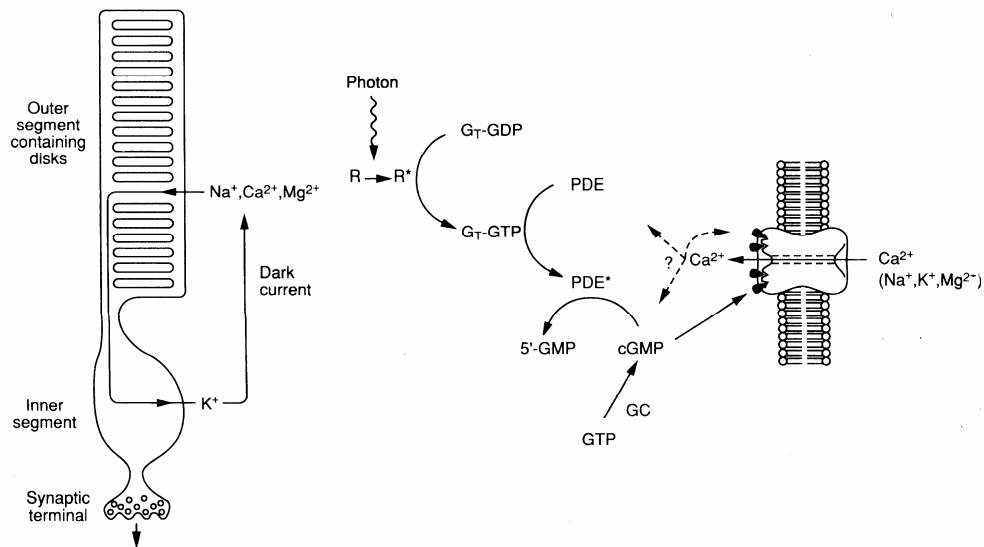 Outer
segment
containing
disks
Na⁺,Ca²⁺,Mg²⁺
Dark
current
Inner
segment
K⁺
Synaptic
terminal
Photon
R
R*
G_T-GDP
G_T-GTP
PDE
PDE*
5'-GMP
cGMP
GC
GTP
?
Ca²⁺
Ca²⁺
(Na⁺,K⁺,Mg²⁺)